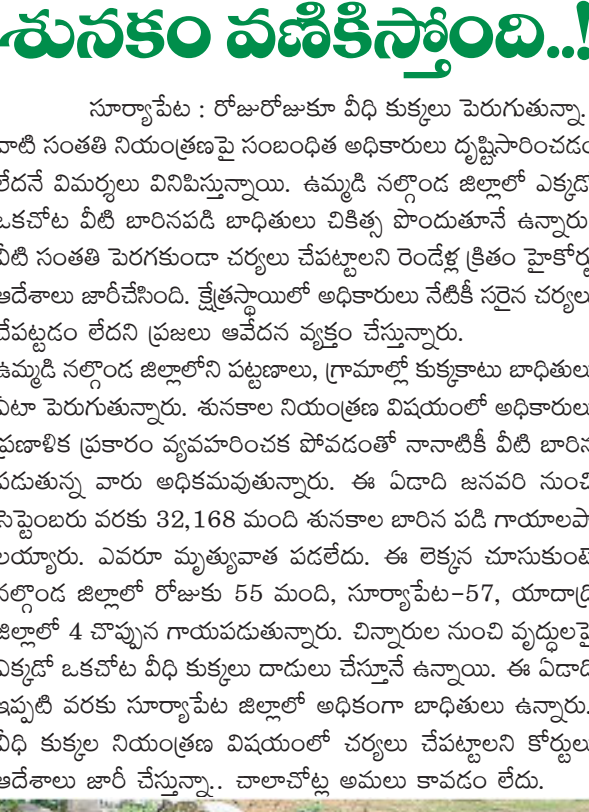 శునకం వణికిస్తోంది..!
సూర్యాపేట : రోజురోజుకూ వీధి కుక్కలు పెరుగుతున్నా.
వాటి సంతతి నియంత్రణపై సంబంధిత అధికారులు దృష్టిసారించడం
లేదనే విమర్శలు వినిపిస్తున్నాయి. ఉమ్మడి నల్గొండ జిల్లాలో ఎక్కడో
ఒకచోట వీటి బారినపడి బాధితులు చికిత్స పొందుతూనే ఉన్నారు
వీటి సంతతి పెరగకుండా చర్యలు చేపట్టాలని రెండేళ్ల క్రితం హైకోర్టు
ఆదేశాలు జారీచేసింది. క్షేత్రస్థాయిలో అధికారులు నేటికీ సరైన చర్యలు
చేపట్టడం లేదని ప్రజలు ఆవేదన వ్యక్తం చేస్తున్నారు.
ఉమ్మడి నల్గొండ జిల్లాలోని పట్టణాలు, గ్రామాల్లో కుక్కకాటు బాధితులు
ఏటా పెరుగుతున్నారు. శునకాల నియంత్రణ విషయంలో అధికారులు
ప్రణాళిక ప్రకారం వ్యవహరించక పోవడంతో నానాటికీ వీటి బారిన
పడుతున్న వారు అధికమవుతున్నారు. ఈ ఏడాది జనవరి నుంచి
సెప్టెంబరు వరకు 32,168 మంది శునకాల బారిన పడి గాయాలపా
లయ్యారు. ఎవరూ మృత్యువాత పడలేదు. ఈ లెక్కన చూసుకుంటే
నల్గొండ జిల్లాలో రోజుకు 55 మంది, సూర్యాపేట-57, యాదాద్రి
జిల్లాలో 4 చొప్పున గాయపడుతున్నారు. చిన్నారుల నుంచి వృద్ధులపై
ఎక్కడో ఒకచోట వీధి కుక్కలు దాడులు చేస్తూనే ఉన్నాయి. ఈ ఏడాది
ఇప్పటి వరకు సూర్యాపేట జిల్లాలో అధికంగా బాధితులు ఉన్నారు.
వీధి కుక్కల నియంత్రణ విషయంలో చర్యలు చేపట్టాలని కోర్టులు
ఆదేశాలు జారీ చేస్తున్నా.. చాలాచోట్ల అమలు కావడం లేదు.